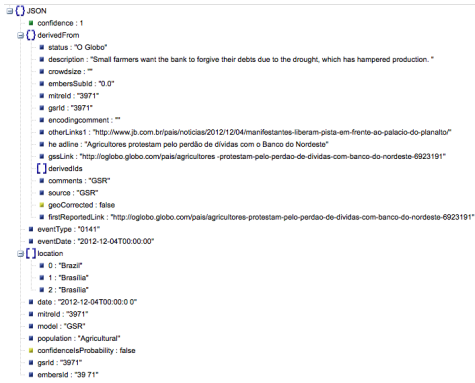 JSON
confidence : 1
derivedFrom
status : "O Globo"
description : "Small farmers want the bank to forgive their debts due to the drought, which has hampered production. "
crowdsize : ""
embersSubId : "0.0"
mitreId : "3971"
gsrId : "3971"
encodingcomment : ""
otherLinks1 : "http://www.jb.com.br/pais/noticias/2012/12/04/manifestantes-liberam-pista-em-frente-ao-palacio-do-planalto/"
he adline : "Agricultores protestam pelo perdão de dívidas com o Banco do Nordeste"
gssLink : "http://oglobo.globo.com/pais/agricultores -protestam-pelo-perdao-de-dividas-com-banco-do-nordeste-6923191"
derivedIds
comments : "GSR"
source : "GSR"
geoCorrected : false
firstReportedLink : "http://oglobo.globo.com/pais/agricultores-protestam-pelo-perdao-de-dividas-com-banco-do-nordeste-6923191"
eventType : "0141"
eventDate : "2012-12-04T00:00:00"
location
0 : "Brazil"
1 : "Brasília"
2 : "Brasília"
date : "2012-12-04T00:00:0 0"
mitreId : "3971"
model : "GSR"
population : "Agricultural"
confidenceIsProbability : false
gsrId : "3971"
embersId : "39 71"